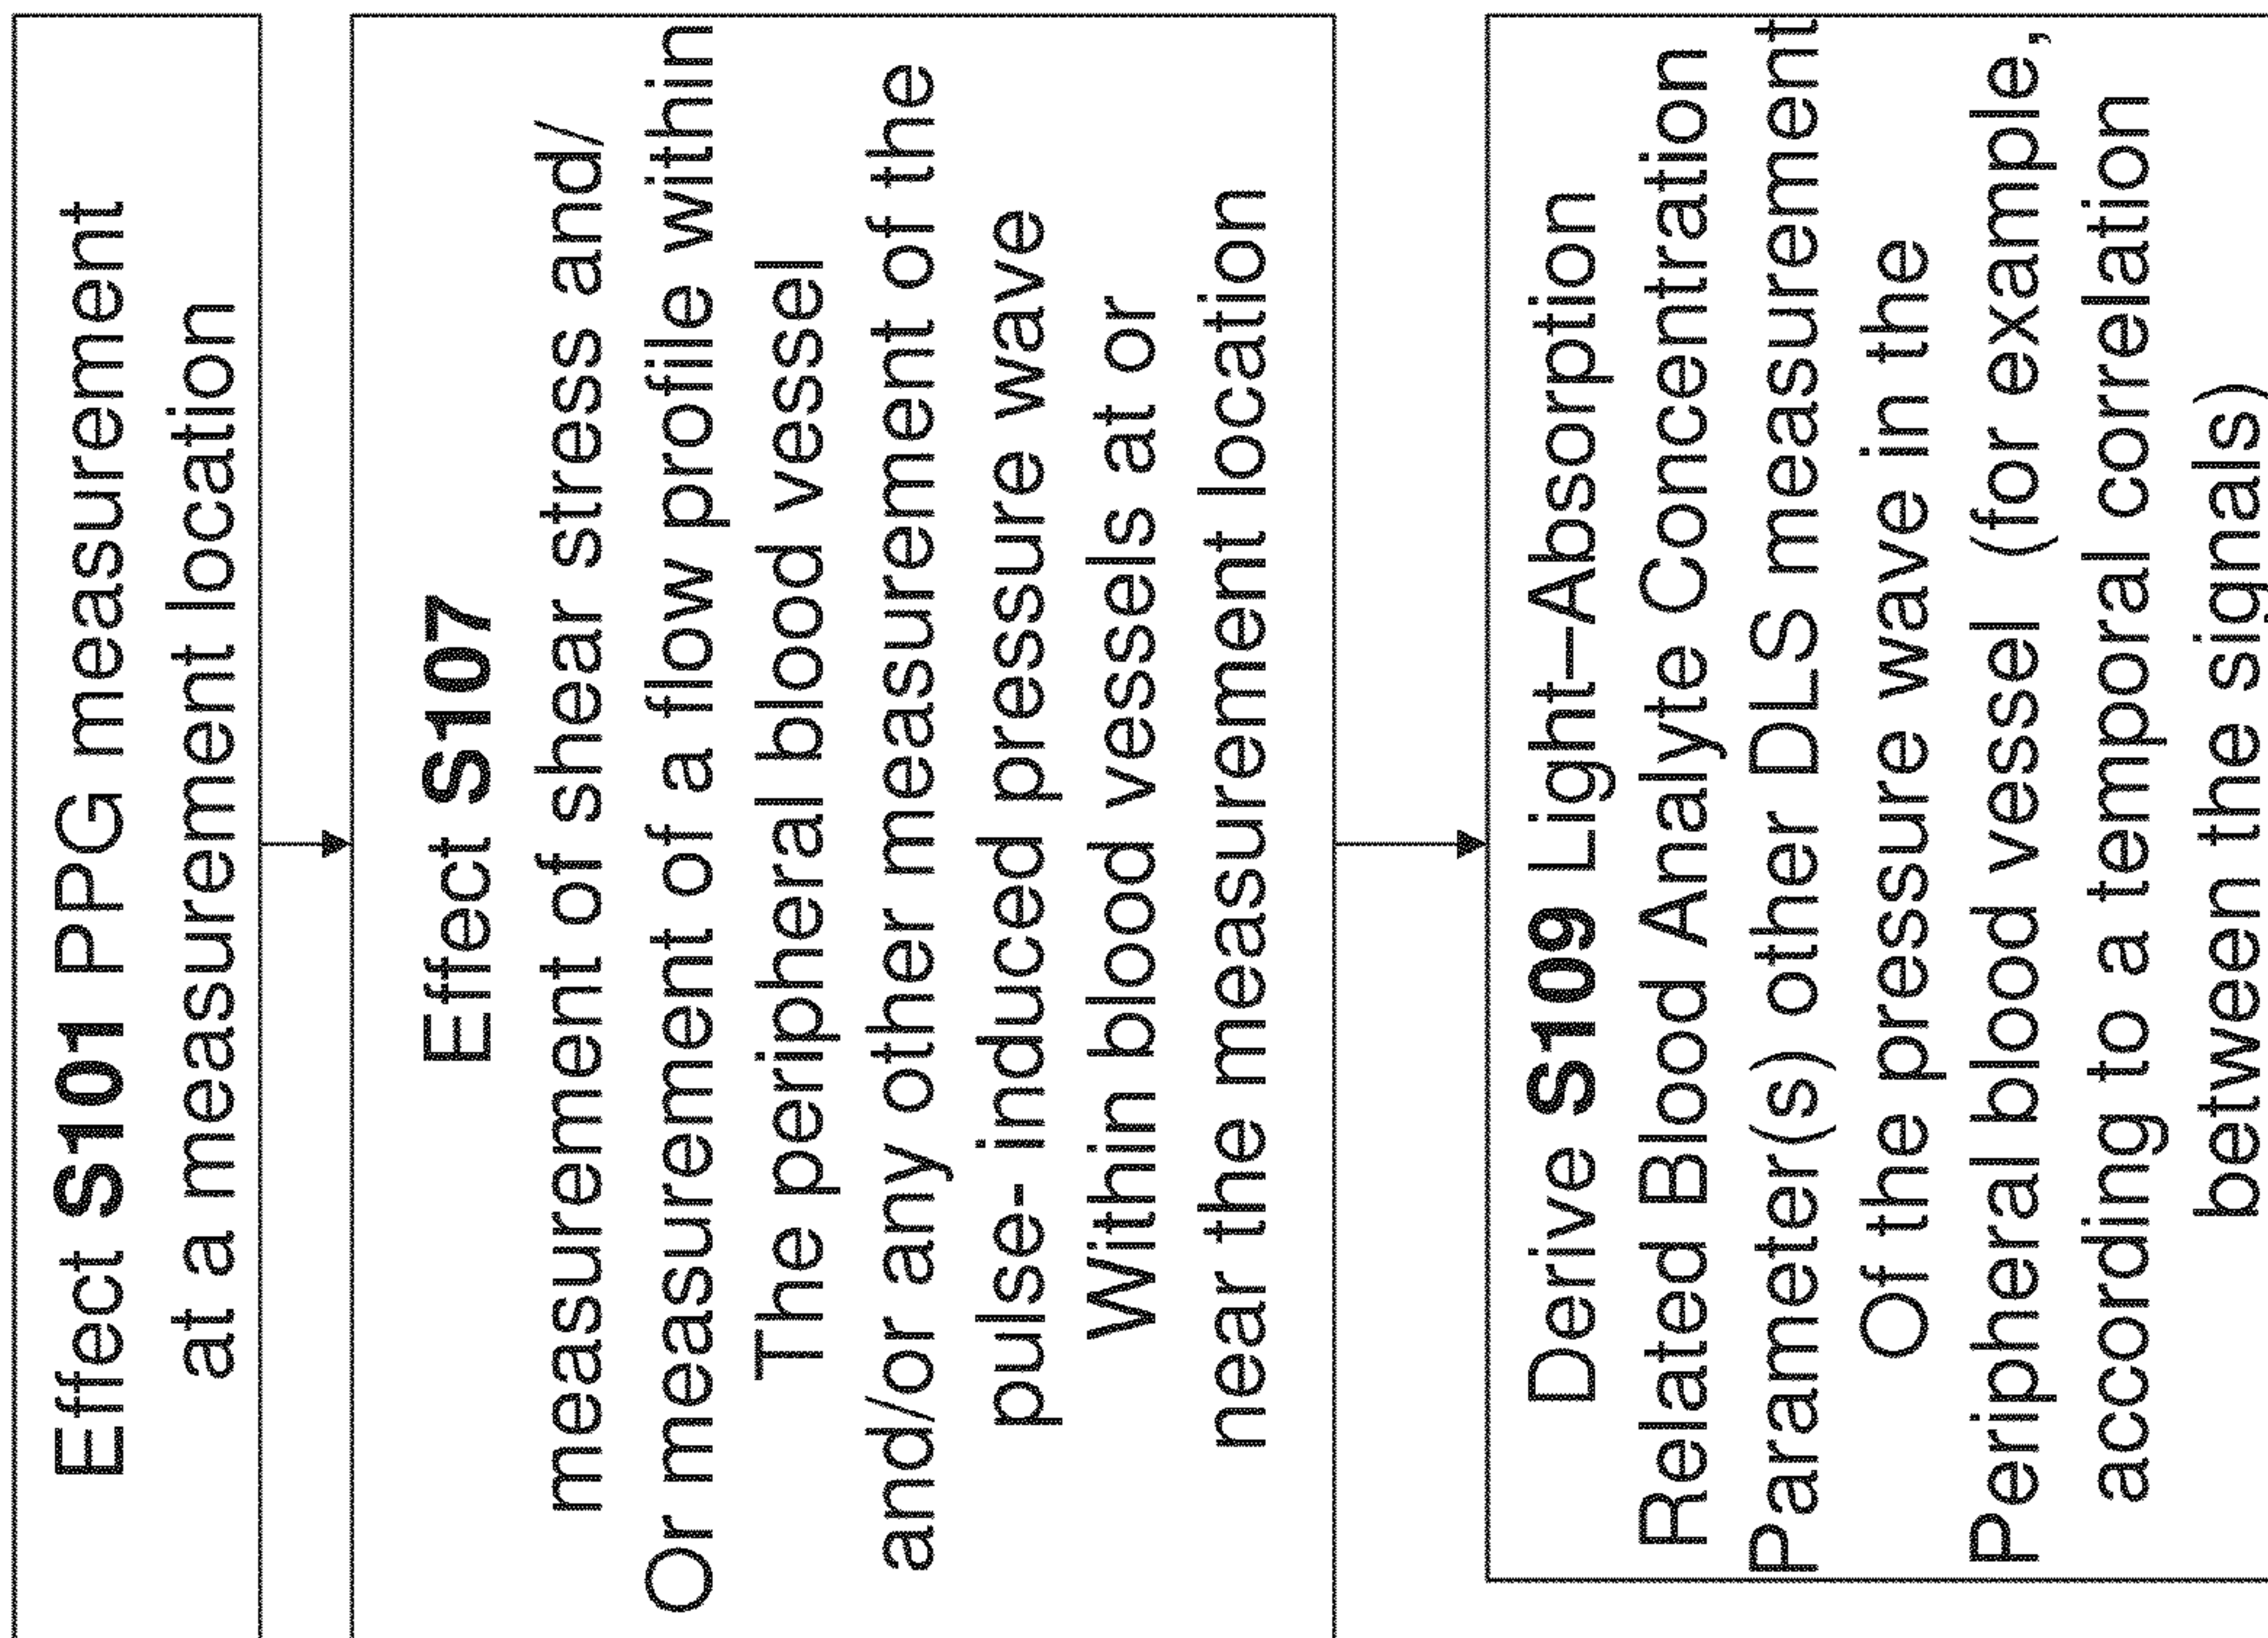 Effect S101 PPG measurement
at a measurement location
Effect S107
measurement of shear stress and/
Or measurement of a flow profile within
The peripheral blood vessel
and/or any other measurement of the
pulse- induced pressure wave
Within blood vessels at or
near the measurement location
Derive S109 Light–Absorption
Related Blood Analyte Concentration
Parameter(s) other DLS measurement
Of the pressure wave in the
Peripheral blood vessel (for example,
according to a temporal correlation
between the signals)